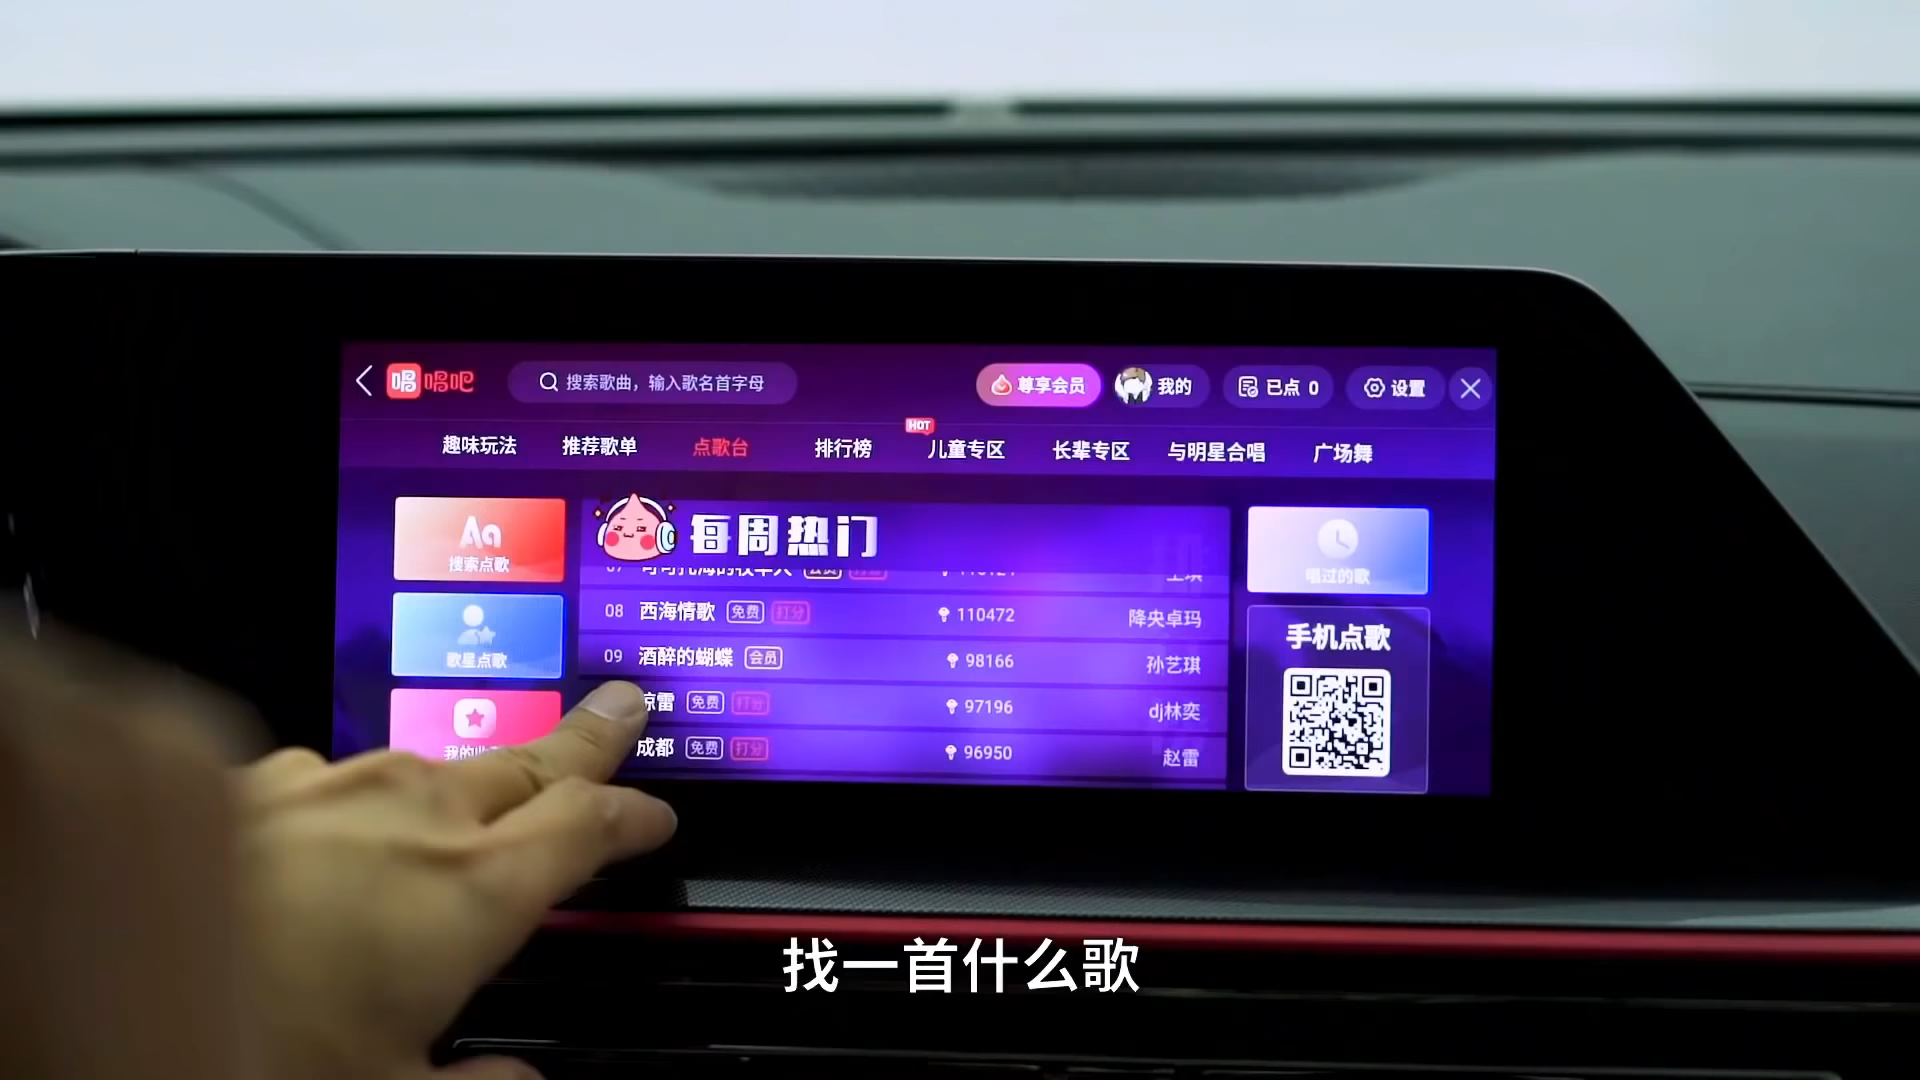 唱 唱吧
搜索歌曲，输入歌名首字母
尊享会员
我的
已点 0
设置
趣味玩法
推荐歌单
点歌台
排行榜
HOT
儿童专区
长辈专区
与明星合唱
广场舞
Aa
搜索点歌
歌星点歌
每周热门
08 西海情歌 免费 打分 110472 降央卓玛
09 酒醉的蝴蝶 会员 98166 孙艺琪
惊雷 免费 打分 97196 dj林奕
成都 免费 打分 96950 赵雷
唱过的歌
手机点歌
找一首什么歌